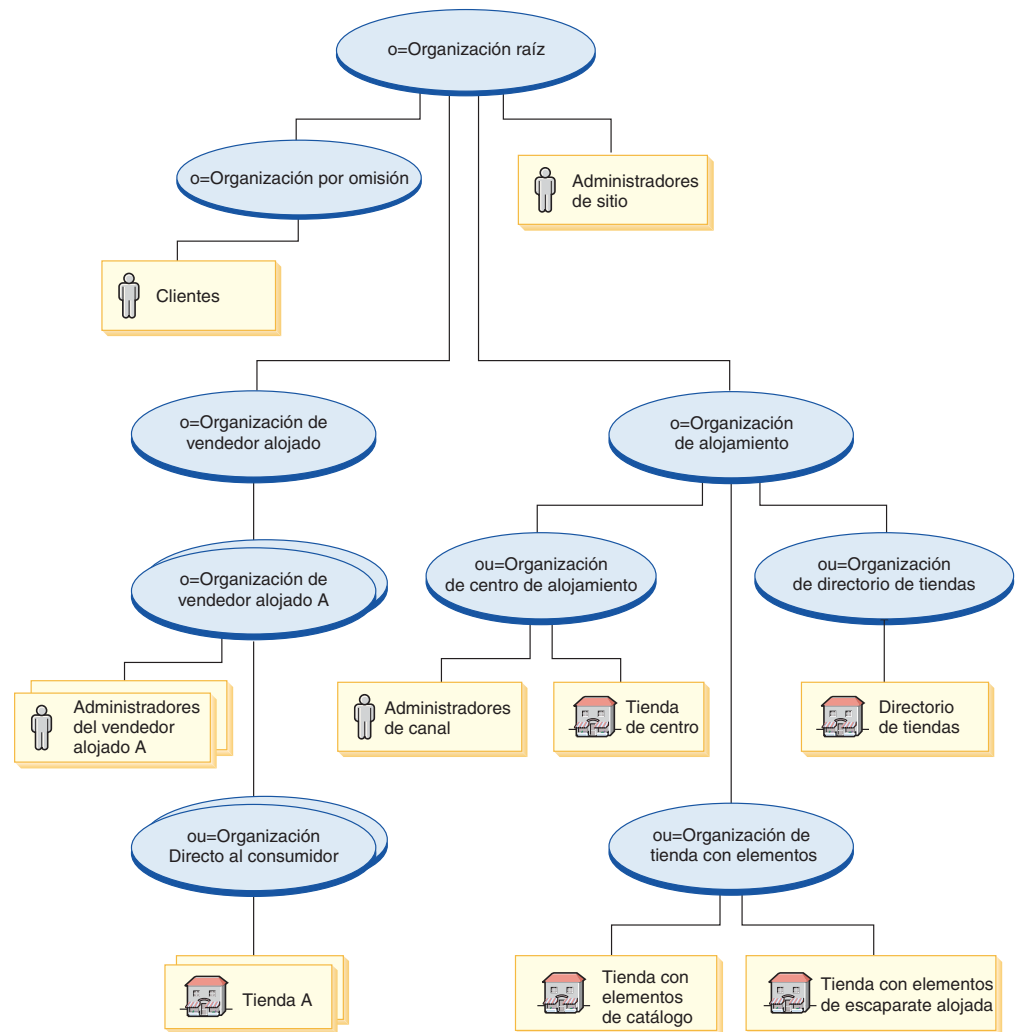 o=Organización raíz
o=Organización por omisión
Administradores
de sitio
Clientes
o=Organización de
vendedor alojado
o=Organización
de alojamiento
o=Organización de
vendedor alojado A
ou=Organización
de centro de alojamiento
ou=Organización
de directorio de tiendas
Administradores
del vendedor
alojado A
Administradores
de canal
Tienda
de centro
Directorio
de tiendas
ou=Organización
Directo al consumidor
ou=Organización de
tienda con elementos
Tienda A
Tienda con
elementos
de catálogo
Tienda con elementos
de escaparate alojada